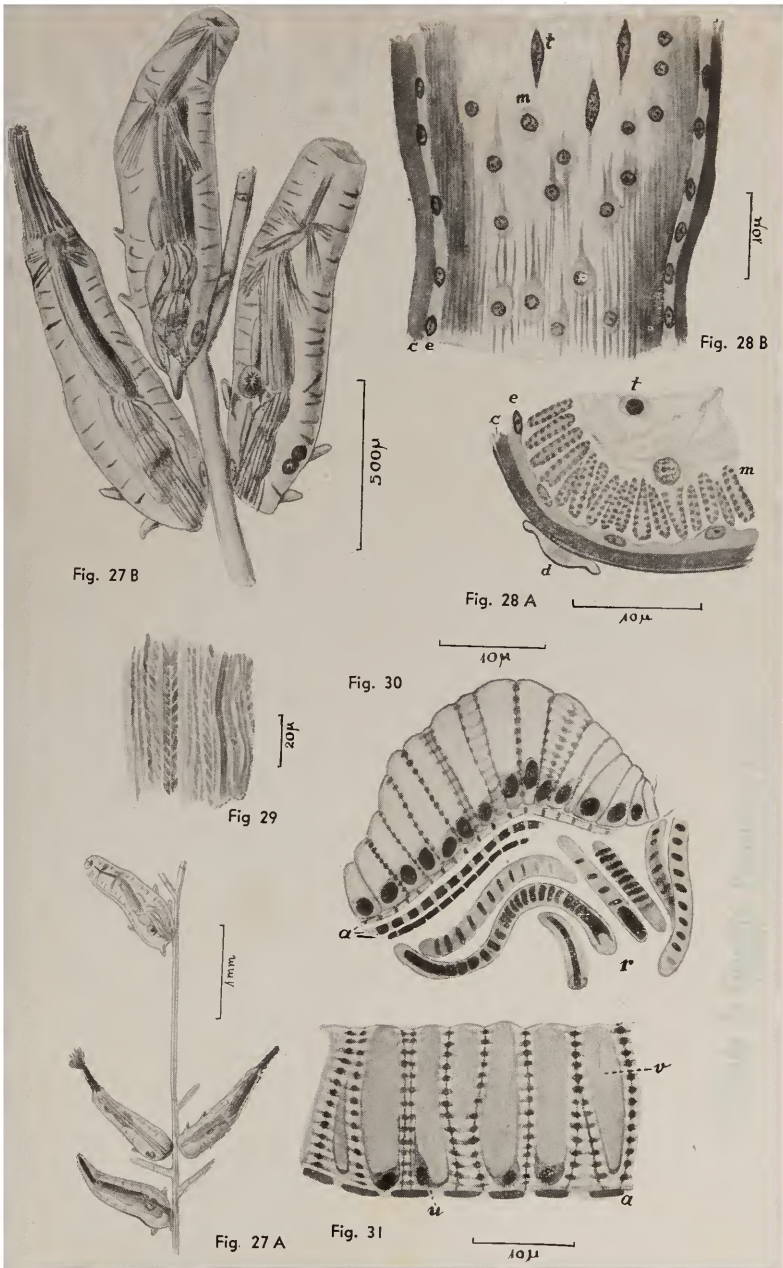 t
m
10µ
c e
Fig. 28 B
500µ
Fig. 27 B
t
e
c
m
d
Fig. 28 A
10µ
10µ
Fig. 30
20µ
Fig 29
a
r
1mm
v
u
a
Fig. 27 A
Fig. 31
10µ